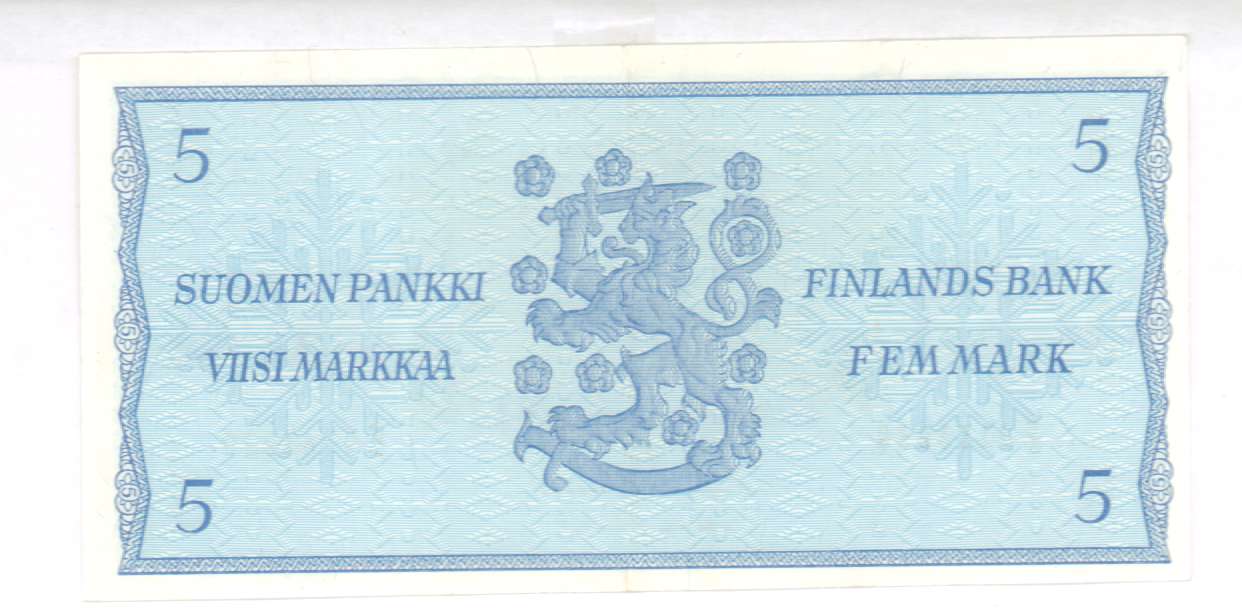 5 5
SUOMEN PANKKI FINLANDS BANK
VIISI MARKKAA FEM MARK
5 5